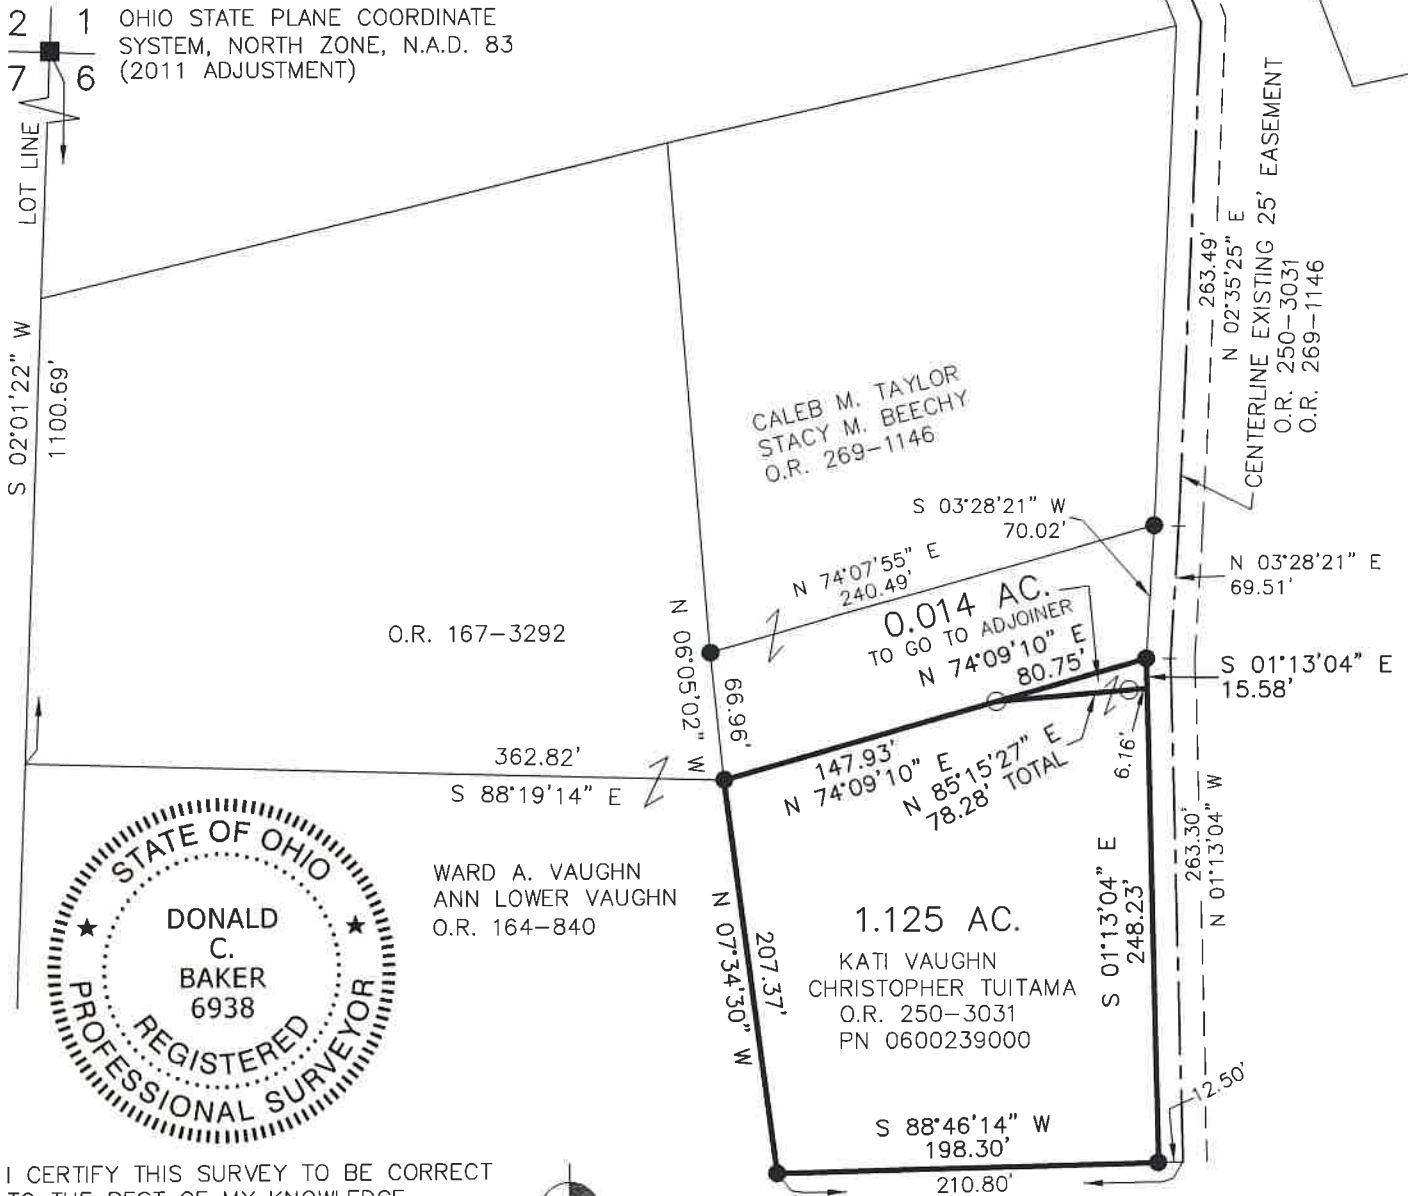 2 1
7 6
OHIO STATE PLANE COORDINATE
SYSTEM, NORTH ZONE, N.A.D. 83
(2011 ADJUSTMENT)
LOT LINE
S 02°01'22" W
1100.69'
CALEB M. TAYLOR
STACY M. BEECHY
O.R. 269-1146
263.49'
N 02°35'25" E
CENTERLINE EXISTING 25' EASEMENT
O.R. 250-3031
O.R. 269-1146
S 03°28'21" W
70.02'
N 03°28'21" E
69.51'
N 74°07'55" E
240.49'
0.014 AC.
TO GO TO ADJOINER
N 74°09'10" E
80.75'
O.R. 167-3292
N 06°05'02" W
66.96'
S 01°13'04" E
15.58'
362.82'
S 88°19'14" E
147.93'
N 74°09'10" E
N 85°15'27" E
78.28' TOTAL
6.16'
263.30'
N 01°13'04" W
WARD A. VAUGHN
ANN LOWER VAUGHN
O.R. 164-840
N 07°34'30" W
207.37'
1.125 AC.
KATI VAUGHN
CHRISTOPHER TUITAMA
O.R. 250-3031
PN 0600239000
S 01°13'04" E
248.23'
12.50'
S 88°46'14" W
198.30'
210.80'
STATE OF OHIO
DONALD
C.
BAKER
6938
REGISTERED
PROFESSIONAL SURVEYOR
I CERTIFY THIS SURVEY TO BE CORRECT
TO THE BEST OF MY KNOWLEDGE